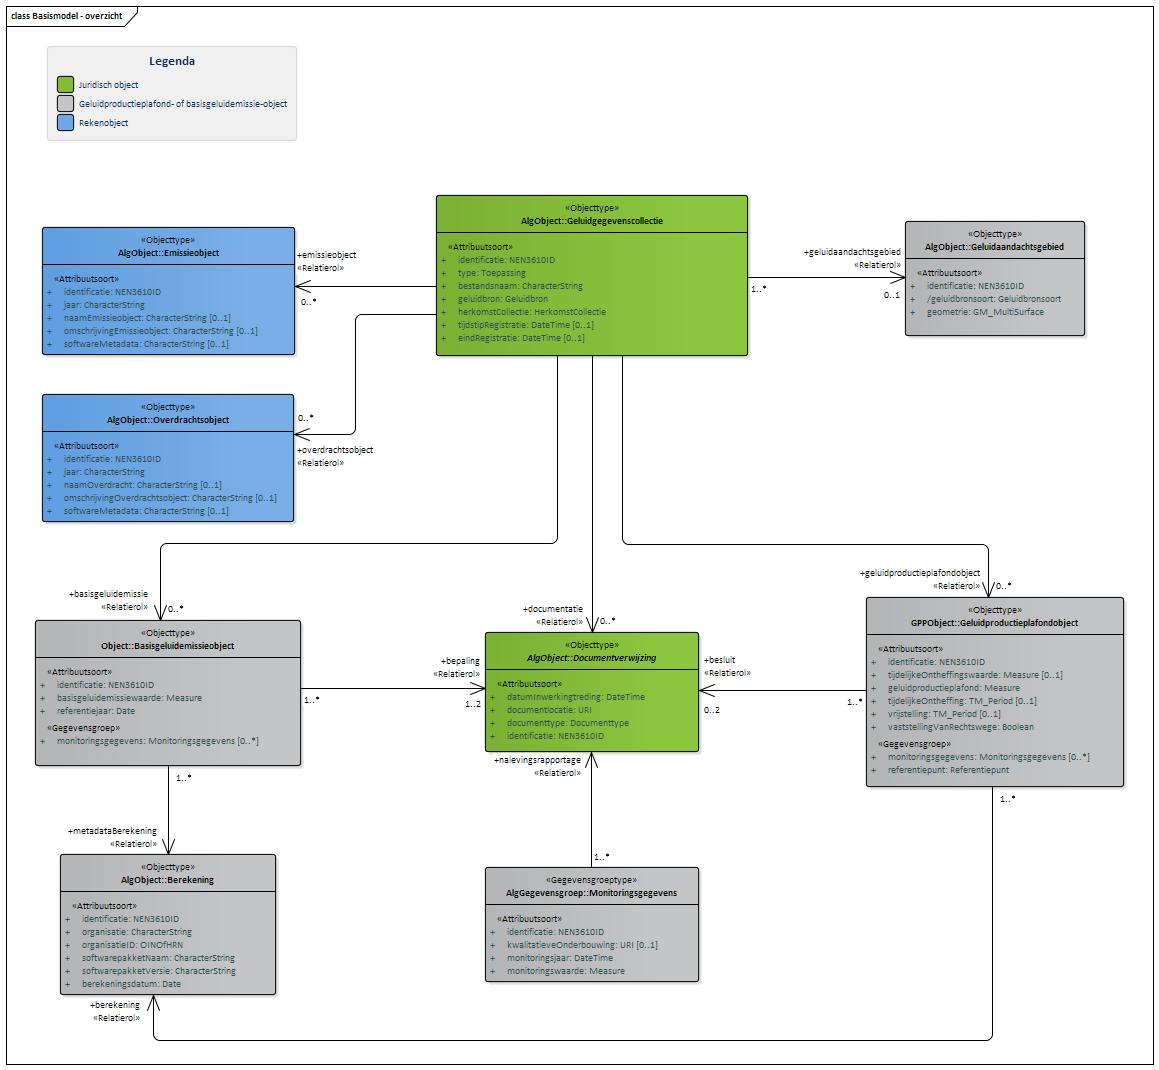 class Basismodel - overzicht
Legenda
Juridisch object
Geluidproductieplafond- of basisgeluidemissie-object
Rekenobject
«Objecttype»
AlgObject::Geluidgegevenscollectie
«Attribuutsoort»
+ identificatie: NEN3610ID
+ type: Toepassing
+ bestandsnaam: CharacterString
+ geluidbron: Geluidbron
+ herkomstCollectie: HerkomstCollectie
+ tijdstipRegistratie: DateTime [0..1]
+ eindRegistratie: DateTime [0..1]
«Objecttype»
AlgObject::Emissieobject
«Attribuutsoort»
+ identificatie: NEN3610ID
+ jaar: CharacterString
+ naamEmissieobject: CharacterString [0..1]
+ omschrijvingEmissieobject: CharacterString [0..1]
+ softwareMetadata: CharacterString [0..1]
+emissieobject
«Relatierol»
0..*
+geluidaandachtsgebied
«Relatierol»
1..*
0..1
«Objecttype»
AlgObject::Geluidaandachtsgebied
«Attribuutsoort»
+ identificatie: NEN3610ID
+ /geluidbronsoort: Geluidbronsoort
+ geometrie: GM_MultiSurface
«Objecttype»
AlgObject::Overdrachtsobject
«Attribuutsoort»
+ identificatie: NEN3610ID
+ jaar: CharacterString
+ naamOverdracht: CharacterString [0..1]
+ omschrijvingOverdrachtsobject: CharacterString [0..1]
+ softwareMetadata: CharacterString [0..1]
0..*
+overdrachtsobject
«Relatierol»
+basisgeluidemissie
«Relatierol»
0..*
+documentatie
«Relatierol»
0..*
+geluidproductieplafondobject
«Relatierol»
0..*
«Objecttype»
Object::Basisgeluidemissieobject
«Attribuutsoort»
+ identificatie: NEN3610ID
+ basisgeluidemissiewaarde: Measure
+ referentiejaar: Date
«Gegevensgroep»
+ monitoringsgegevens: Monitoringsgegevens [0..*]
+bepaling
«Relatierol»
1..*
1..2
«Objecttype»
AlgObject::Documentverwijzing
«Attribuutsoort»
+ datumInwerkingtreding: DateTime
+ documentlocatie: URI
+ documenttype: Documenttype
+ identificatie: NEN3610ID
+besluit
«Relatierol»
0..2
1..*
«Objecttype»
GPPObject::Geluidproductieplafondobject
«Attribuutsoort»
+ identificatie: NEN3610ID
+ tijdelijkeOntheffingswaarde: Measure [0..1]
+ geluidproductieplafond: Measure
+ tijdelijkeOntheffing: TM_Period [0..1]
+ vrijstelling: TM_Period [0..1]
+ vaststellingVanRechtswege: Boolean
«Gegevensgroep»
+ monitoringsgegevens: Monitoringsgegevens [0..*]
+ referentiepunt: Referentiepunt
+nalevingsrapportage
«Relatierol»
1..*
1..*
1..*
+metadataBerekening
«Relatierol»
«Objecttype»
AlgObject::Berekening
«Attribuutsoort»
+ identificatie: NEN3610ID
+ organisatie: CharacterString
+ organisatieID: OINOfHRN
+ softwarepakketNaam: CharacterString
+ softwarepakketVersie: CharacterString
+ berekeningsdatum: Date
«Gegevensgroeptype»
AlgGegevensgroep::Monitoringsgegevens
«Attribuutsoort»
+ identificatie: NEN3610ID
+ kwalitatieveOnderbouwing: URI [0..1]
+ monitoringsjaar: DateTime
+ monitoringswaarde: Measure
+berekening
«Relatierol»